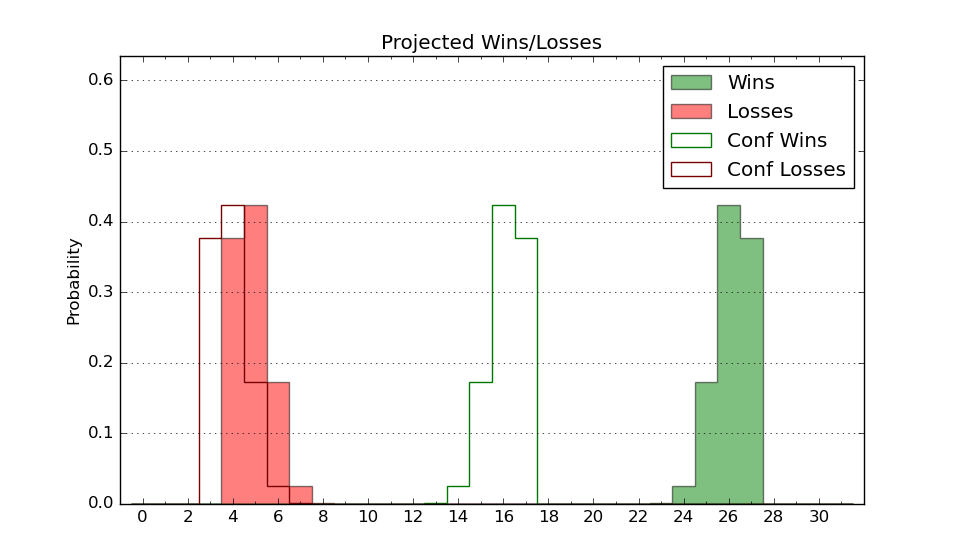 Projected Wins/Losses
Wins
Losses
Conf Wins
Conf Losses
Probability
0.6
0.5
0.4
0.3
0.2
0.1
0.0
0 2 4 6 8 10 12 14 16 18 20 22 24 26 28 30